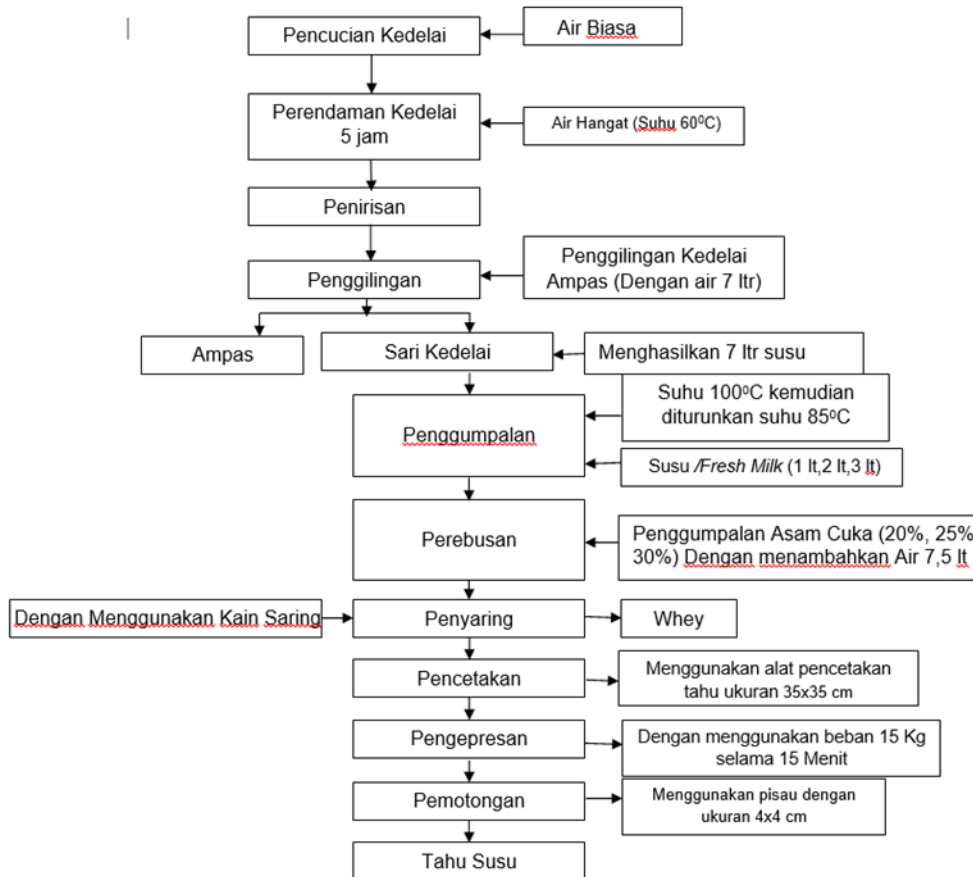 Pencucian Kedelai
Air Biasa
Perendaman Kedelai
5 jam
Air Hangat (Suhu 60⁰C)
Penirisan
Penggilingan
Penggilingan Kedelai
Ampas (Dengan air 7 ltr)
Ampas
Sari Kedelai
Menghasilkan 7 ltr susu
Penggumpalan
Suhu 100⁰C kemudian
diturunkan suhu 85⁰C
Susu /Fresh Milk (1 lt,2 lt,3 lt)
Perebusan
Penggumpalan Asam Cuka (20%, 25%
30%) Dengan menambahkan Air 7,5 lt
Dengan Menggunakan Kain Saring
Penyaring
Whey
Pencetakan
Menggunakan alat pencetakan
tahu ukuran 35x35 cm
Pengepresan
Dengan menggunakan beban 15 Kg
selama 15 Menit
Pemotongan
Menggunakan pisau dengan
ukuran 4x4 cm
Tahu Susu